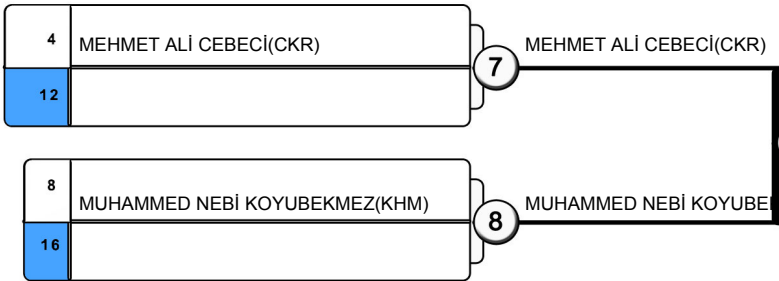 4 MEHMET ALİ CEBECİ(CKR)
7 MEHMET ALİ CEBECİ(CKR)
12
8 MUHAMMED NEBİ KOYUBEKMEZ(KHM)
8 MUHAMMED NEBİ
16